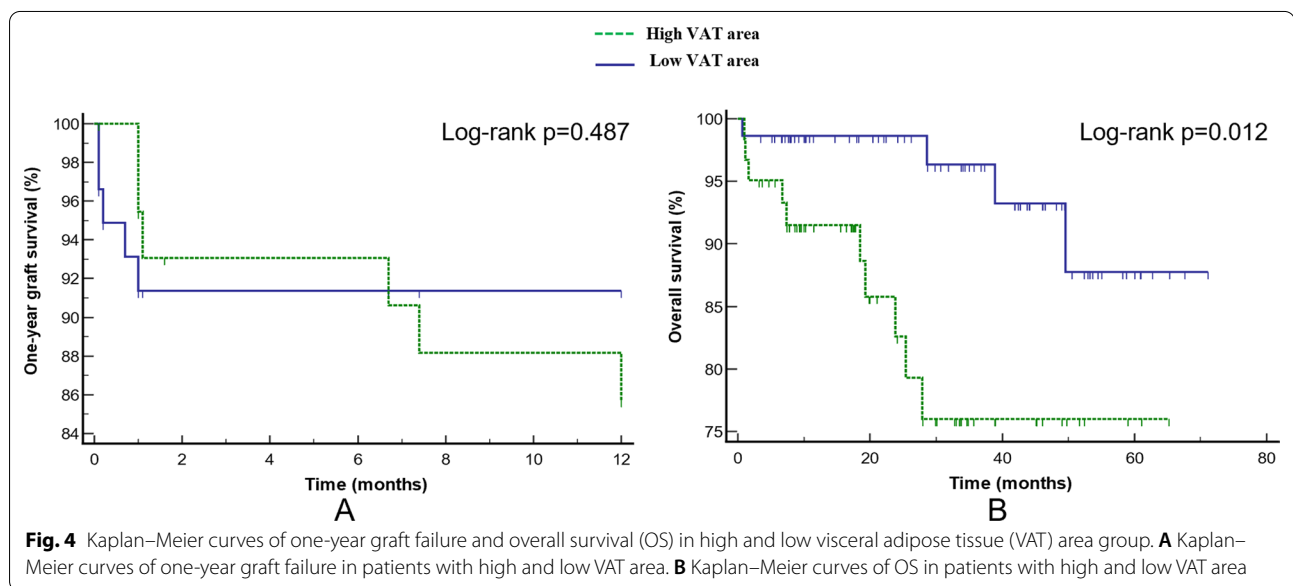 High VAT area
Low VAT area
Log-rank p=0.487
One-year graft survival (%)
100
98
96
94
92
90
88
86
84
0 2 4 6 8 10 12
Time (months)
A
Log-rank p=0.012
Overall survival (%)
100
95
90
85
80
75
0 20 40 60 80
Time (months)
B
Fig. 4 Kaplan–Meier curves of one-year graft failure and overall survival (OS) in high and low visceral adipose tissue (VAT) area group. A Kaplan–
Meier curves of one-year graft failure in patients with high and low VAT area. B Kaplan–Meier curves of OS in patients with high and low VAT area